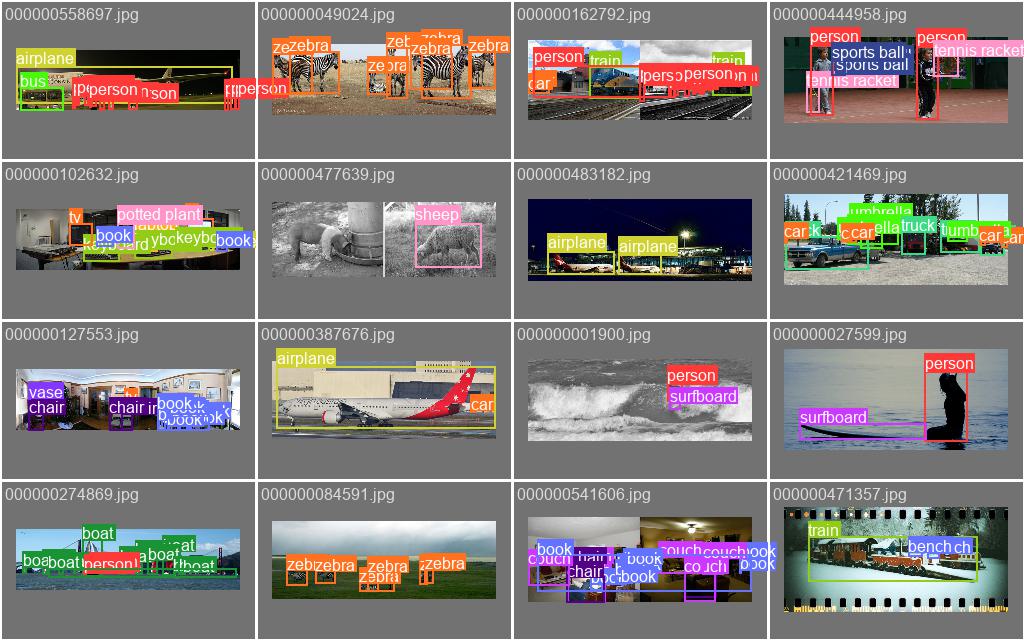 000000558697.jpg
airplane
bus
person
person
person
000000049024.jpg
zebra
zebra
zebra
zebra
zebra
zebra
000000162792.jpg
person
train
train
car
person
person
000000444958.jpg
person
person
sports ball
tennis racket
sports ball
tennis racket
000000102632.jpg
tv
potted plant
laptop
book
keyboard
book
000000477639.jpg
sheep
000000483182.jpg
airplane
airplane
000000421469.jpg
umbrella
car
car
truck
car
car
000000127553.jpg
vase
chair
chair
book
book
book
000000387676.jpg
airplane
car
000000001900.jpg
person
surfboard
000000027599.jpg
person
surfboard
000000274869.jpg
boat
boat
boat
boat
person
boat
000000084591.jpg
zebra
zebra
zebra
zebra
000000541606.jpg
book
couch
couch
book
couch
chair
book
book
book
couch
000000471357.jpg
train
bench